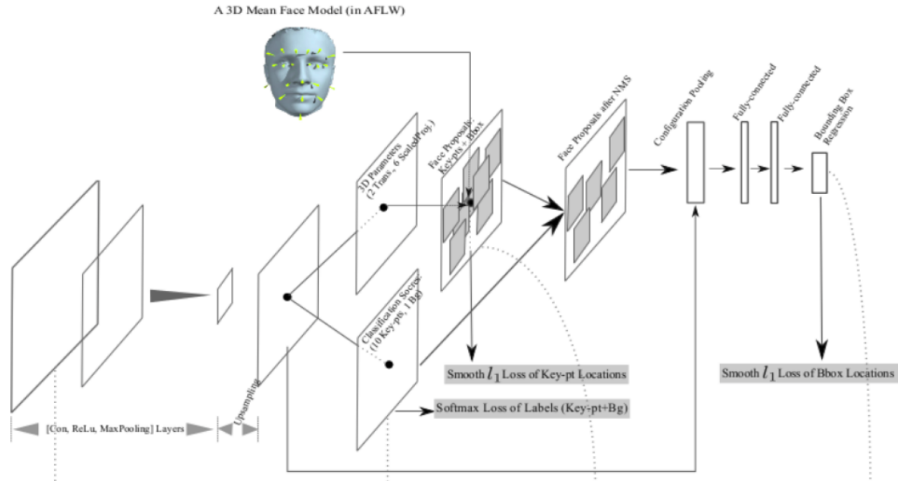 A 3D Mean Face Model (in AFLW)
3D Parameters
(2 Trans., 6 ScaledProj.)
Face Proposals:
Key-pts + Bbox
Face Proposals after NMS
Configuration Pooling
Fully-connected
Fully-connected
Bounding Box
Regression
Classification Socres:
(10 Key-pts, 1 Bg)
Smooth l1 Loss of Key-pt Locations
Smooth l1 Loss of Bbox Locations
Softmax Loss of Labels (Key-pt+Bg)
Upsampling
[Con, ReLu, MaxPooling] Layers